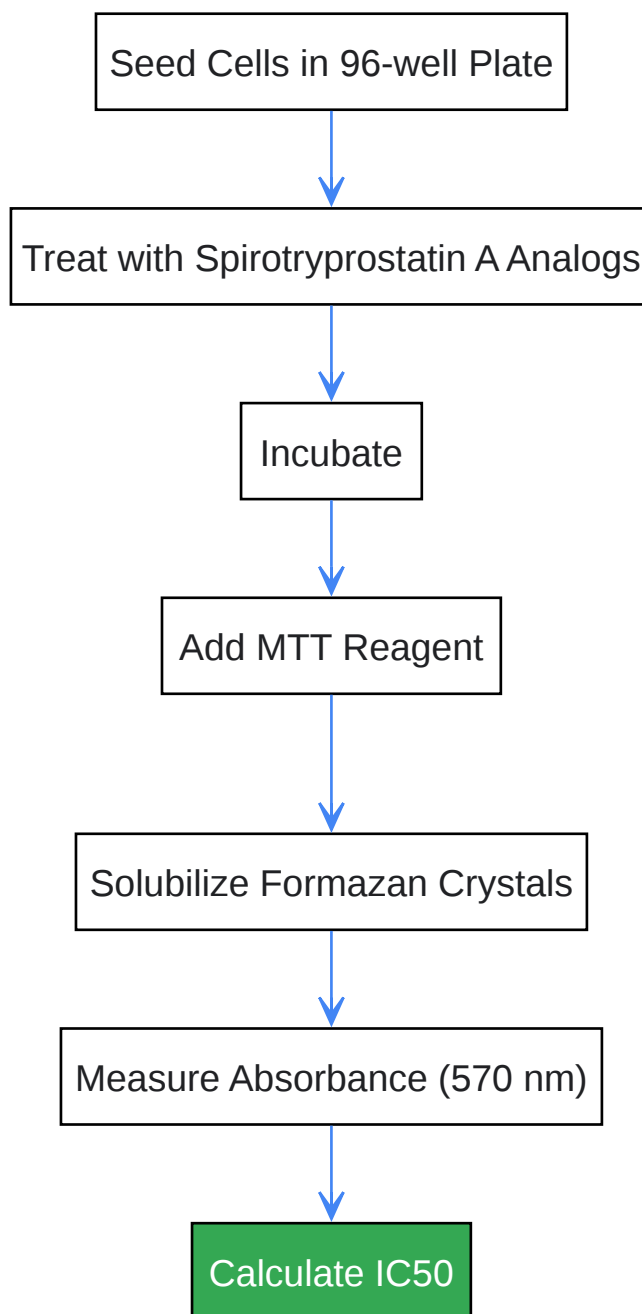 Seed Cells in 96-well Plate
Treat with Spirotryprostatin A Analogs
Incubate
Add MTT Reagent
Solubilize Formazan Crystals
Measure Absorbance (570 nm)
Calculate IC50